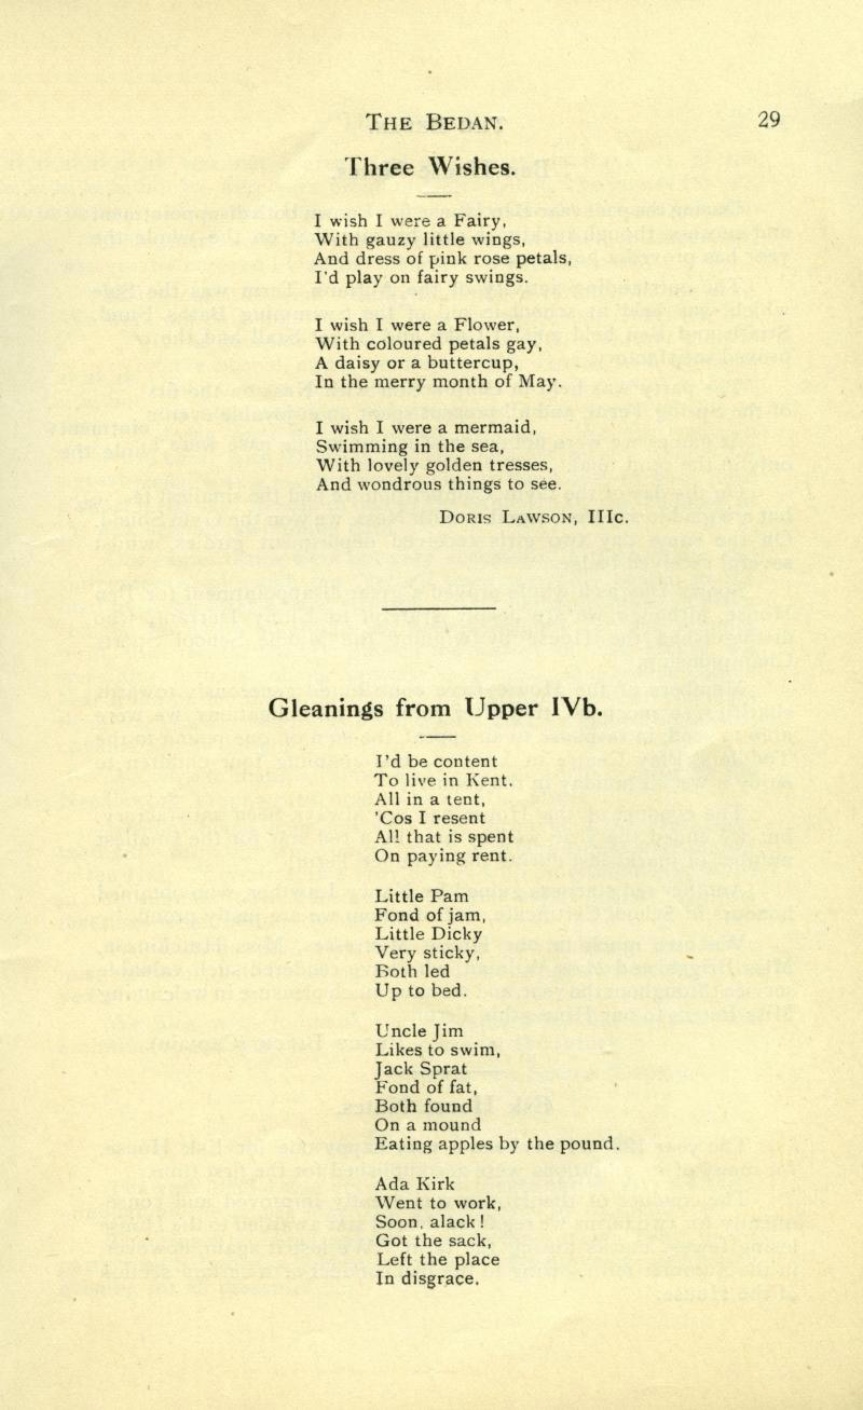 THE BEDAN. 29
Three Wishes.
I wish I were a Fairy,
With gauzy little wings,
And dress of pink rose petals,
I'd play on fairy swings.
I wish I were a Flower,
With coloured petals gay,
A daisy or a buttercup,
In the merry month of May.
I wish I were a mermaid,
Swimming in the sea,
With lovely golden tresses,
And wondrous things to see.
DORIS LAWSON, IIIc.
Gleanings from Upper IVb.
I'd be content
To live in Kent.
All in a tent,
'Cos I resent
All that is spent
On paying rent.
Little Pam
Fond of jam,
Little Dicky
Very sticky,
Both led
Up to bed.
Uncle Jim
Likes to swim,
Jack Sprat
Fond of fat,
Both found
On a mound
Eating apples by the pound.
Ada Kirk
Went to work,
Soon, alack!
Got the sack,
Left the place
In disgrace.